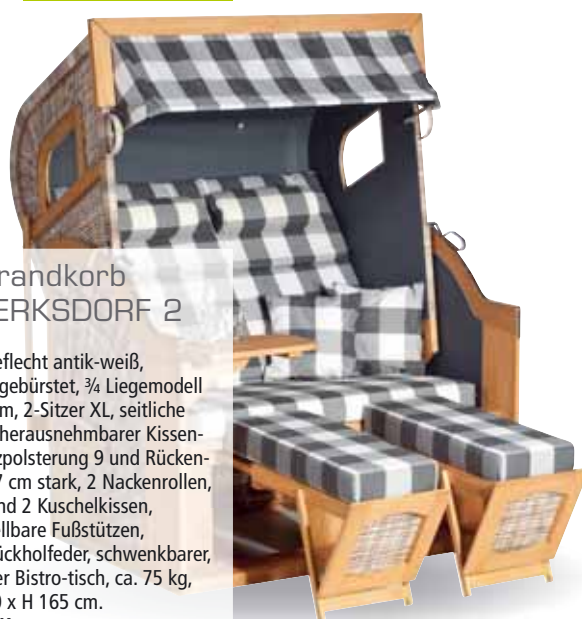 randkorb
ERKSDORF 2
eflecht antik-weiß,
gebürstet, ¾ Liegemodell
m, 2-Sitzer XL, seitliche
herausnehmbarer Kissen-
zpolsterung 9 und Rücken-
7 cm stark, 2 Nackenrollen,
nd 2 Kuschelkissen,
llbare Fußstützen,
ückholfeder, schwenkbarer,
er Bistro-tisch, ca. 75 kg,
x H 165 cm.